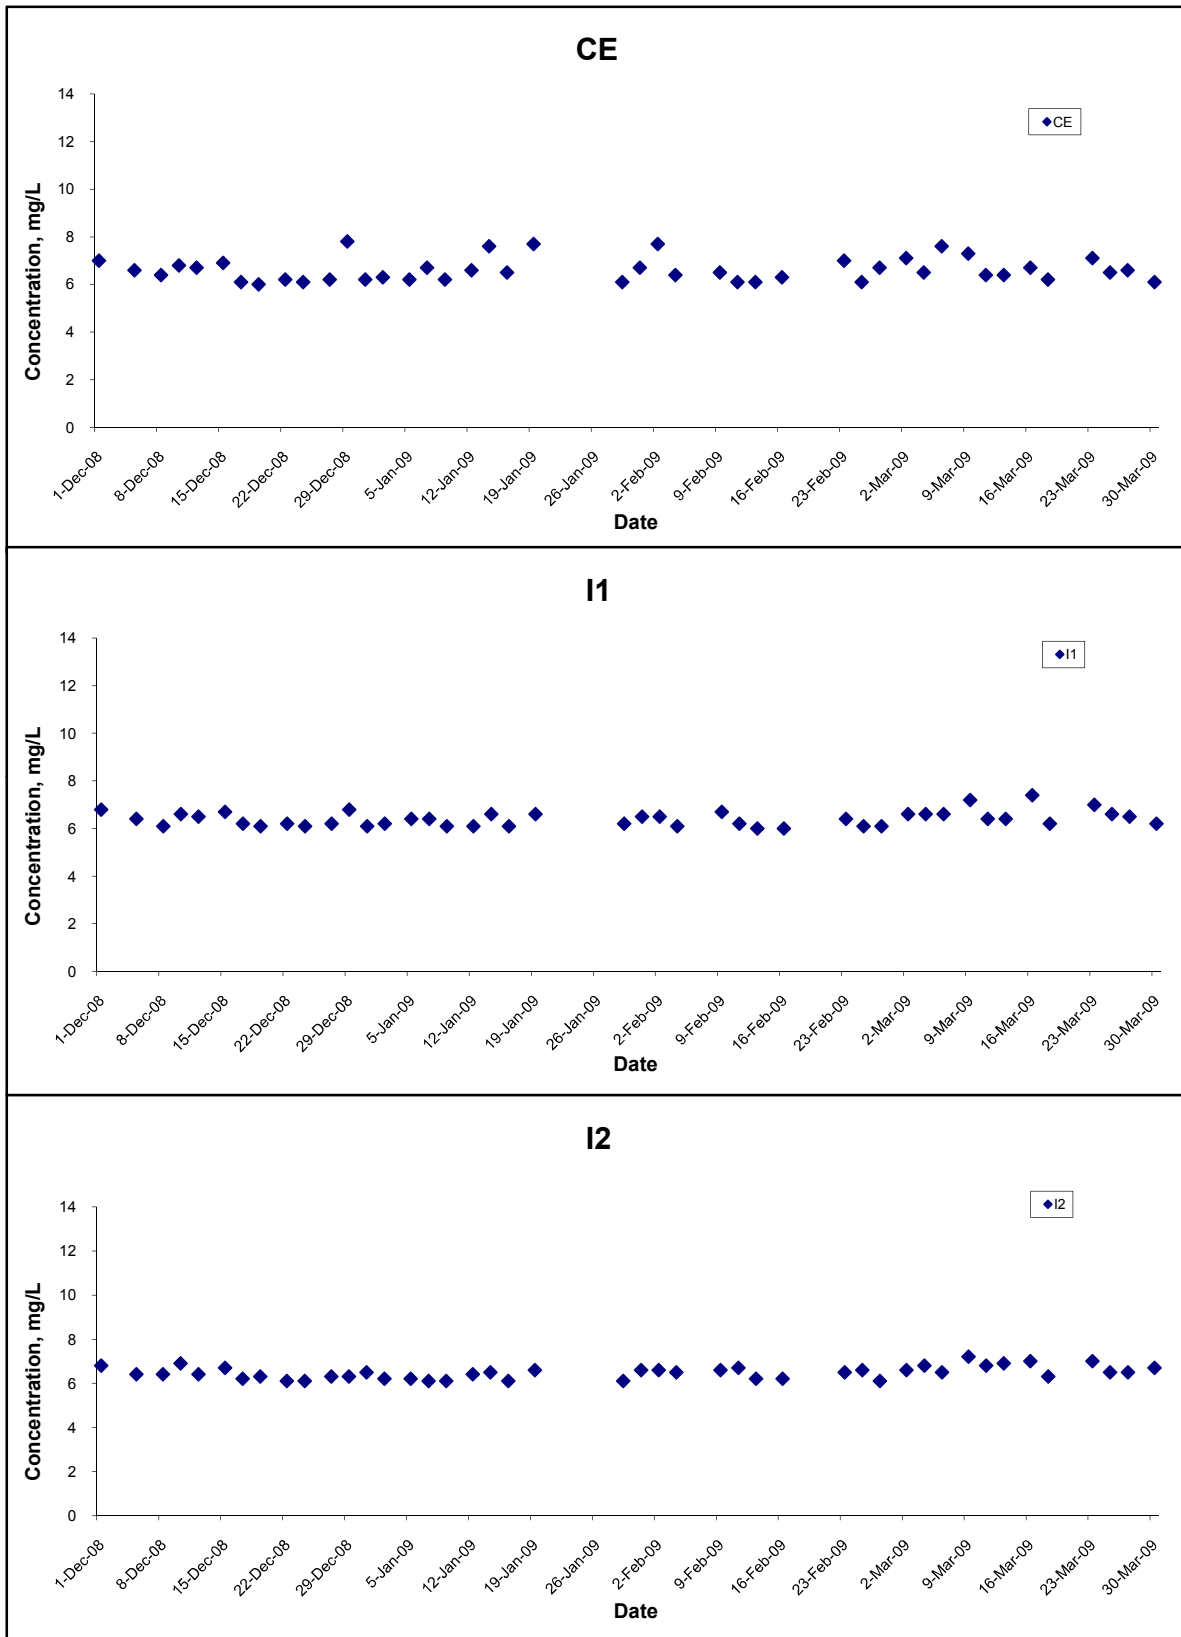 CE
14
12
10
8
6
4
2
0
Concentration, mg/L
CE
1-Dec-08
8-Dec-08
15-Dec-08
22-Dec-08
29-Dec-08
5-Jan-09
12-Jan-09
19-Jan-09
26-Jan-09
2-Feb-09
9-Feb-09
16-Feb-09
23-Feb-09
2-Mar-09
9-Mar-09
16-Mar-09
23-Mar-09
30-Mar-09
Date
I1
14
12
10
8
6
4
2
0
Concentration, mg/L
I1
1-Dec-08
8-Dec-08
15-Dec-08
22-Dec-08
29-Dec-08
5-Jan-09
12-Jan-09
19-Jan-09
26-Jan-09
2-Feb-09
9-Feb-09
16-Feb-09
23-Feb-09
2-Mar-09
9-Mar-09
16-Mar-09
23-Mar-09
30-Mar-09
Date
I2
14
12
10
8
6
4
2
0
Concentration, mg/L
I2
1-Dec-08
8-Dec-08
15-Dec-08
22-Dec-08
29-Dec-08
5-Jan-09
12-Jan-09
19-Jan-09
26-Jan-09
2-Feb-09
9-Feb-09
16-Feb-09
23-Feb-09
2-Mar-09
9-Mar-09
16-Mar-09
23-Mar-09
30-Mar-09
Date